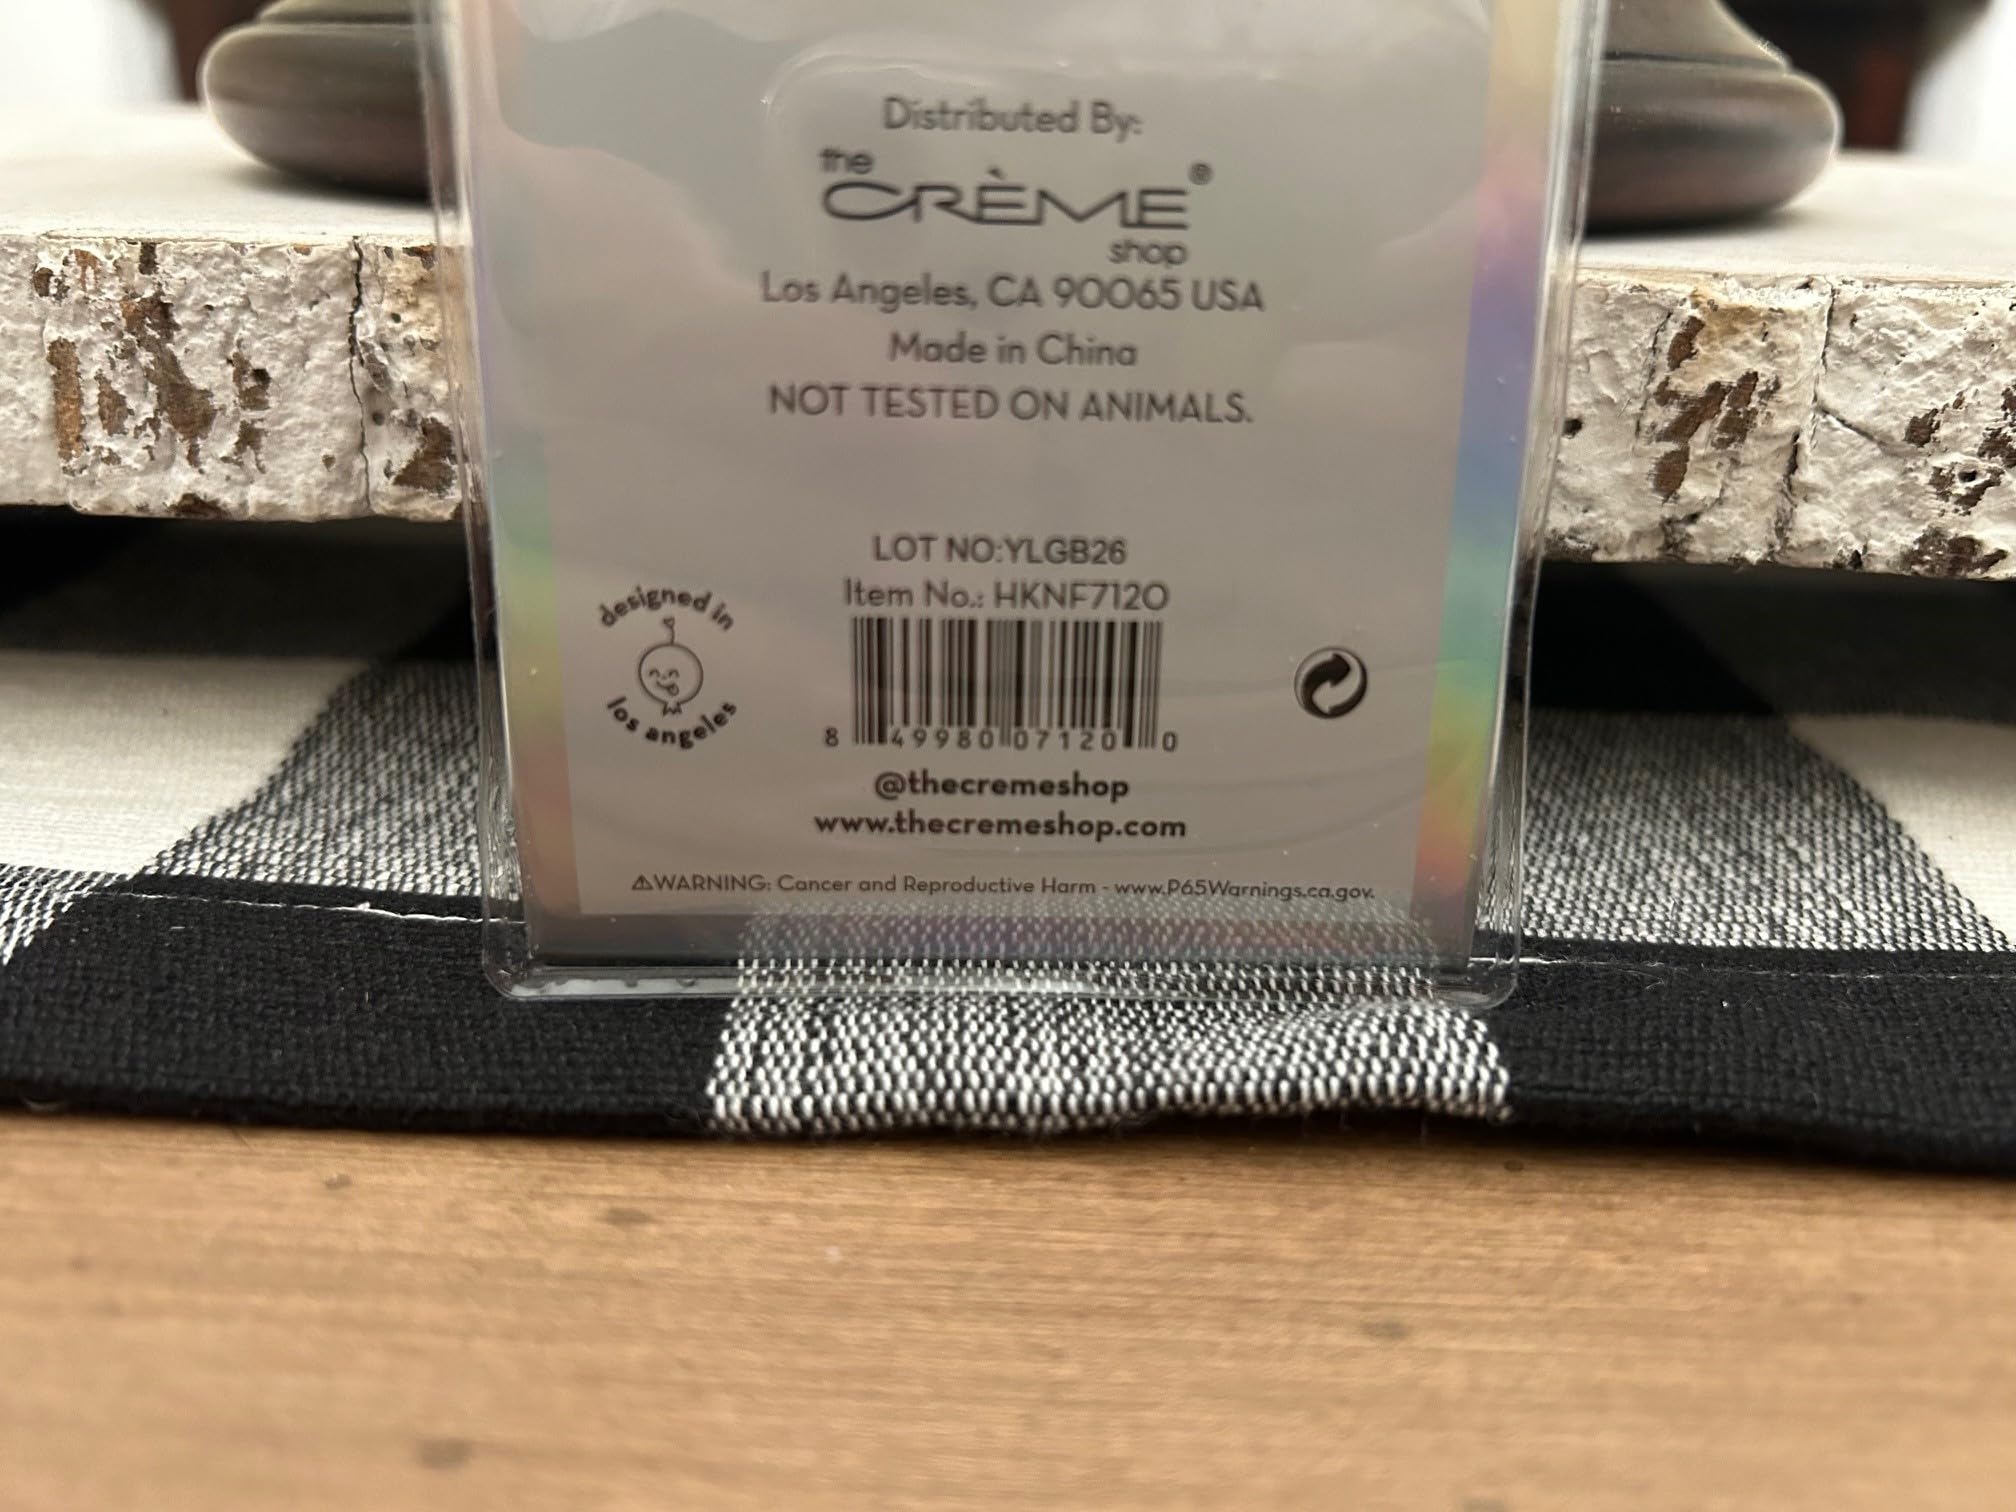 Distributed By:
the
CRÈME®
shop
Los Angeles, CA 90065 USA
Made in China
NOT TESTED ON ANIMALS.
LOT NO:YLGB26
Item No.: HKNF7120
designed in
los angeles
8 49980 07120 0
@thecremeshop
www.thecremeshop.com
⚠WARNING: Cancer and Reproductive Harm - www.P65Warnings.ca.gov.